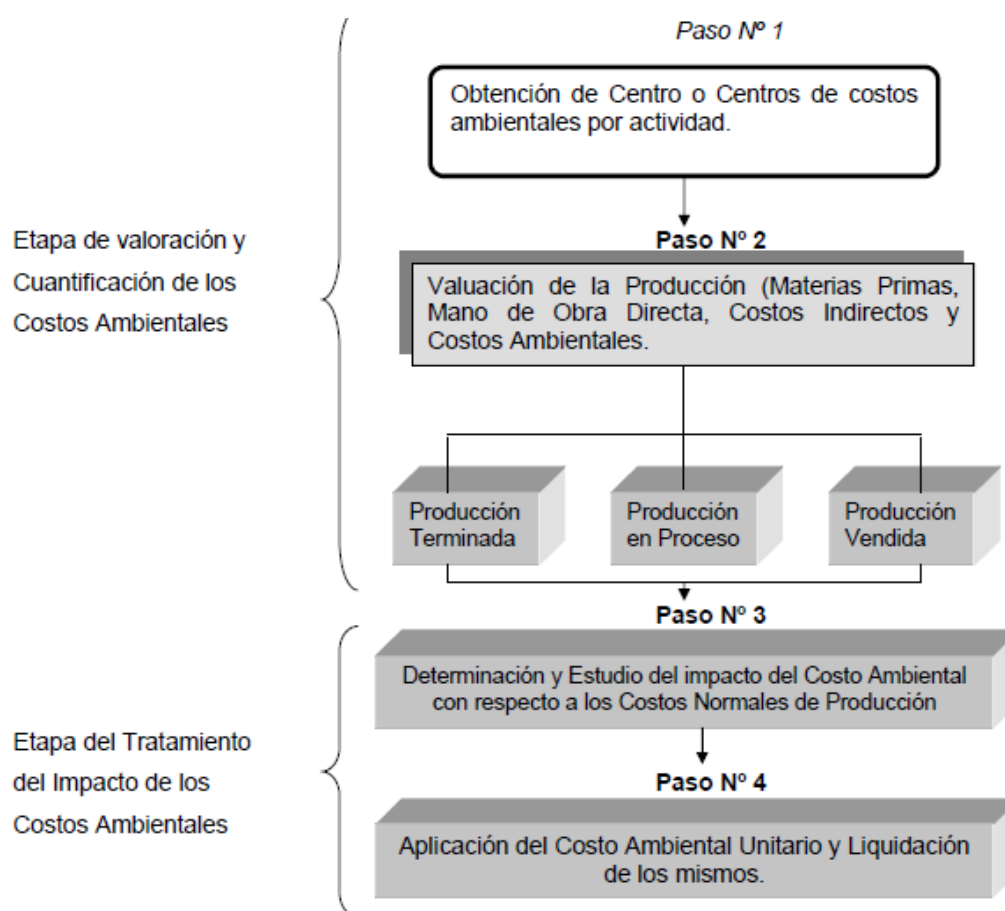 Paso Nº 1
Obtención de Centro o Centros de costos
ambientales por actividad.
Etapa de valoración y
Cuantificación de los
Costos Ambientales
Paso Nº 2
Valuación de la Producción (Materias Primas,
Mano de Obra Directa, Costos Indirectos y
Costos Ambientales.
Producción
Terminada
Producción
en Proceso
Producción
Vendida
Paso Nº 3
Determinación y Estudio del impacto del Costo Ambiental
con respecto a los Costos Normales de Producción
Etapa del Tratamiento
del Impacto de los
Costos Ambientales
Paso Nº 4
Aplicación del Costo Ambiental Unitario y Liquidación
de los mismos.